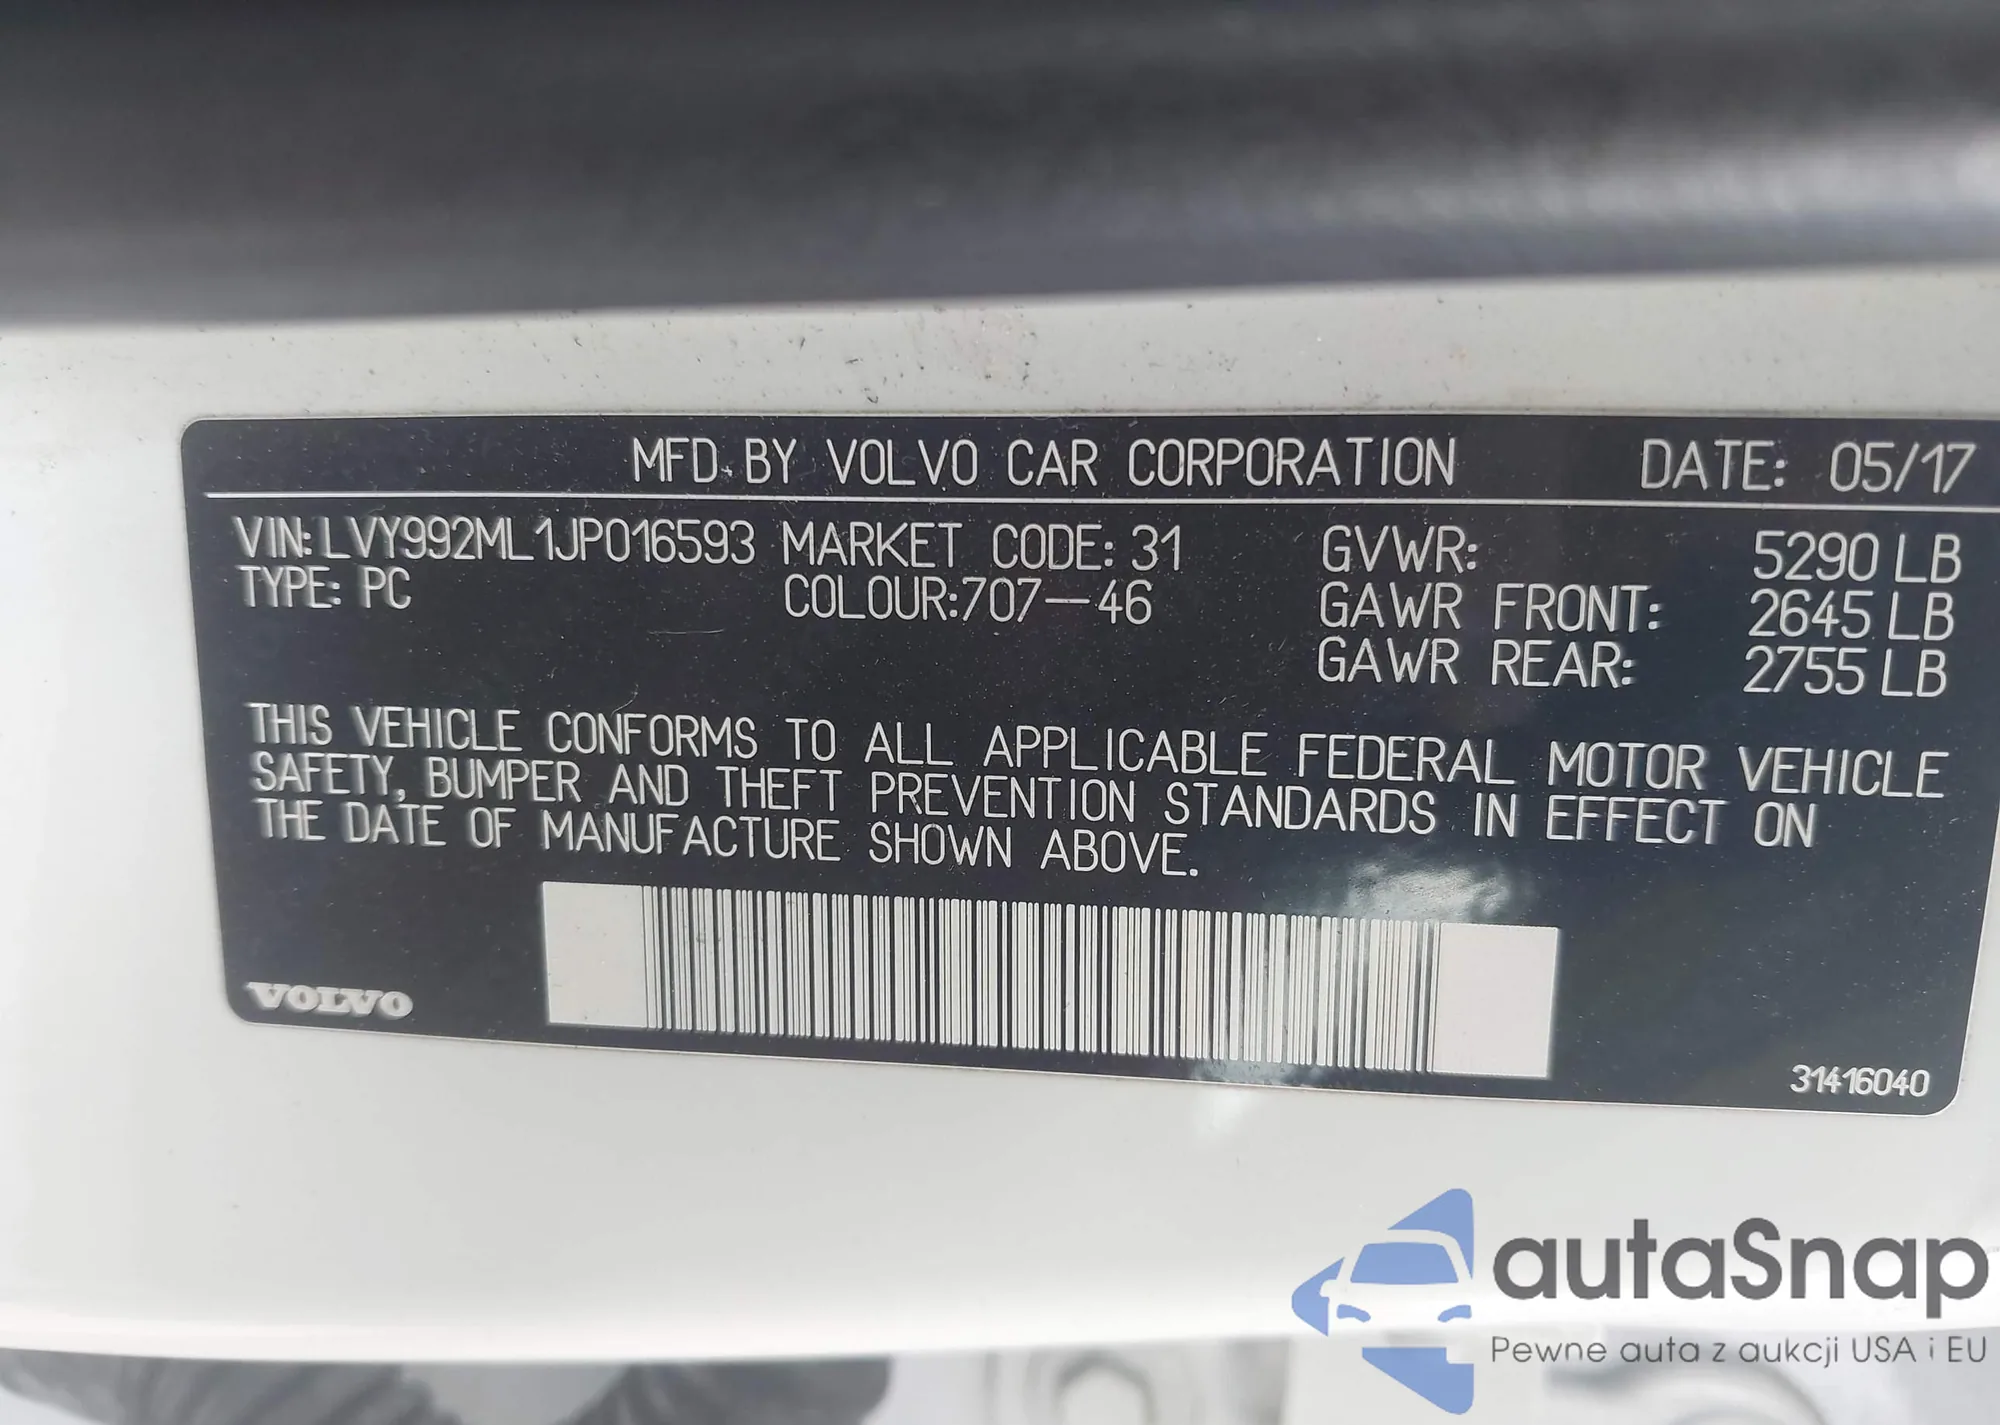 MFD. BY VOLVO CAR CORPORATION DATE: 05/17
VIN: LVY992ML1JP016593 MARKET CODE: 31 GVWR: 5290 LB
TYPE: PC COLOUR:707-46 GAWR FRONT: 2645 LB
GAWR REAR: 2755 LB
THIS VEHICLE CONFORMS TO ALL APPLICABLE FEDERAL MOTOR VEHICLE
SAFETY, BUMPER AND THEFT PREVENTION STANDARDS IN EFFECT ON
THE DATE OF MANUFACTURE SHOWN ABOVE.
VOLVO
31416040
autaSnap
Pewne auta z aukcji USA i EU